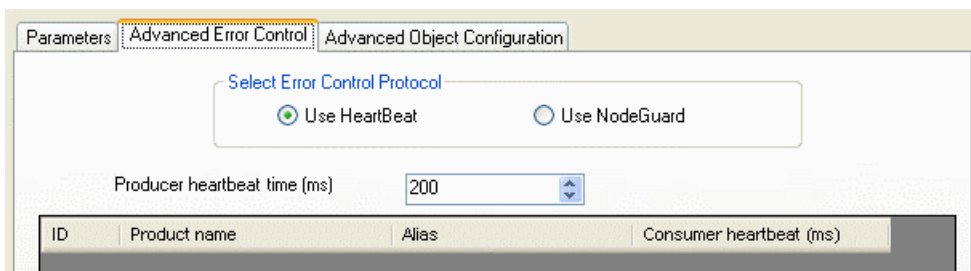 Parameters Advanced Error Control Advanced Object Configuration
Select Error Control Protocol
Use HeartBeat Use NodeGuard
Producer heartbeat time (ms) 200
ID Product name Alias Consumer heartbeat (ms)